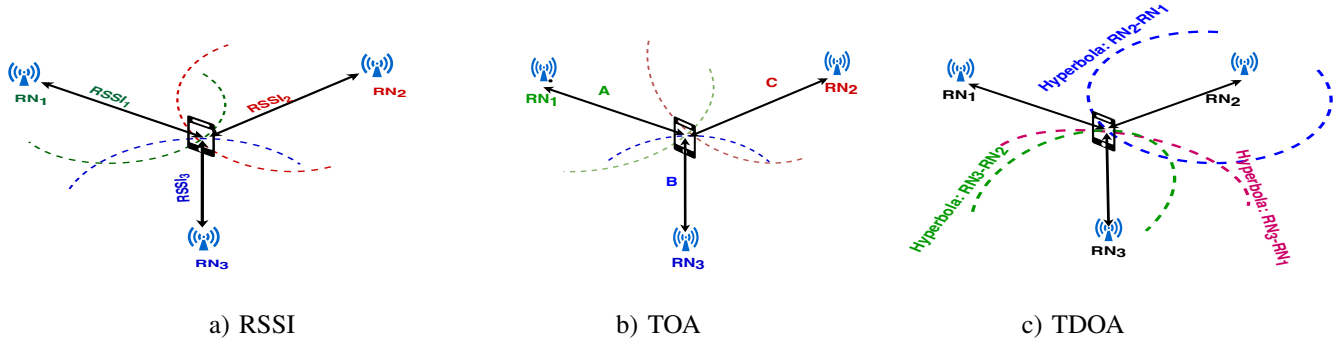 RN1
RSSI1
RSSI2
RN2
RSSI3
RN3
a) RSSI
RN1
A
C
RN2
B
RN3
b) TOA
Hyperbola: RN2-RN1
RN1
RN2
Hyperbola: RN3-RN2
Hyperbola: RN3-RN1
RN3
c) TDOA